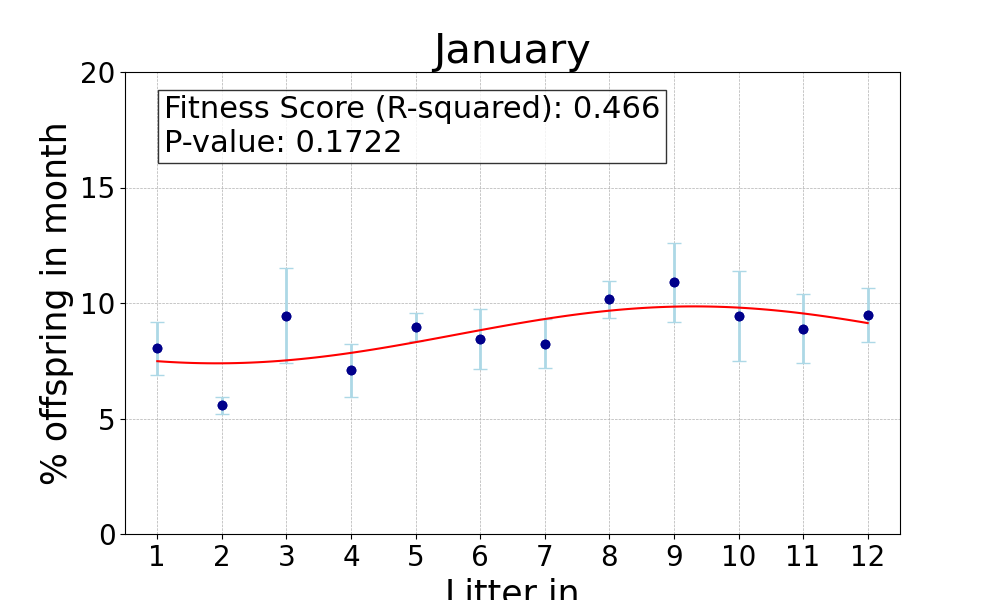 January
Fitness Score (R-squared): 0.466
P-value: 0.1722
% offspring in month
20
15
10
5
0
1 2 3 4 5 6 7 8 9 10 11 12
Litter in